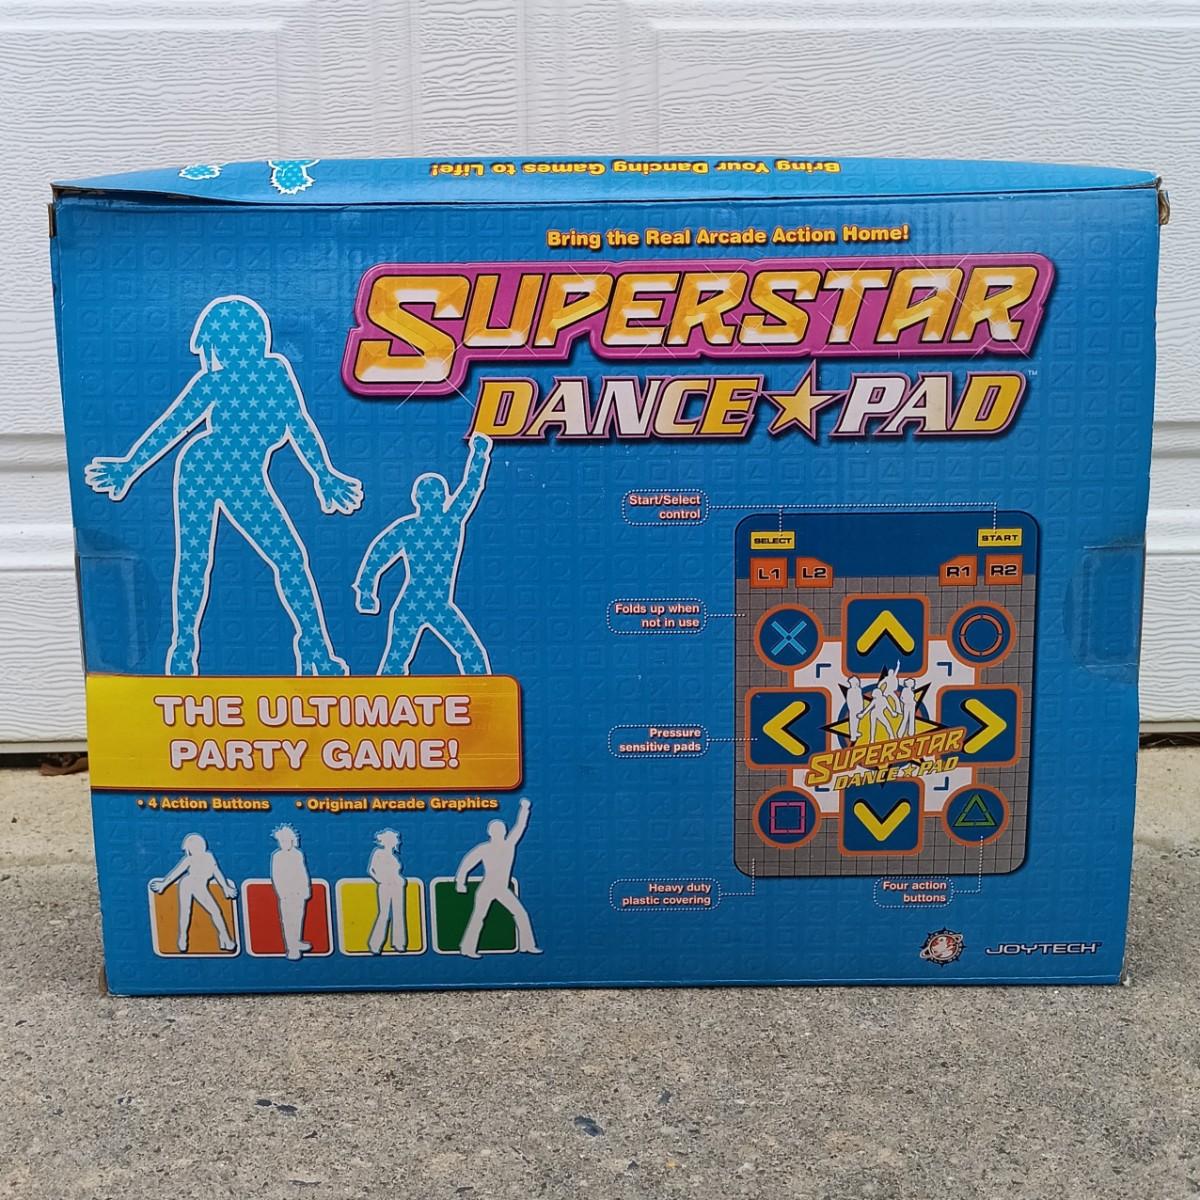 Bring Your Dancing Games to Life!
Bring the Real Arcade Action Home!
SUPERSTAR
DANCE PAD™
Start/Select
control
SELECT
START
L1 L2
R1 R2
Folds up when
not in use
Pressure
sensitive pads
SUPERSTAR
DANCE PAD
THE ULTIMATE
PARTY GAME!
• 4 Action Buttons • Original Arcade Graphics
Heavy duty
plastic covering
Four action
buttons
JOYTECH